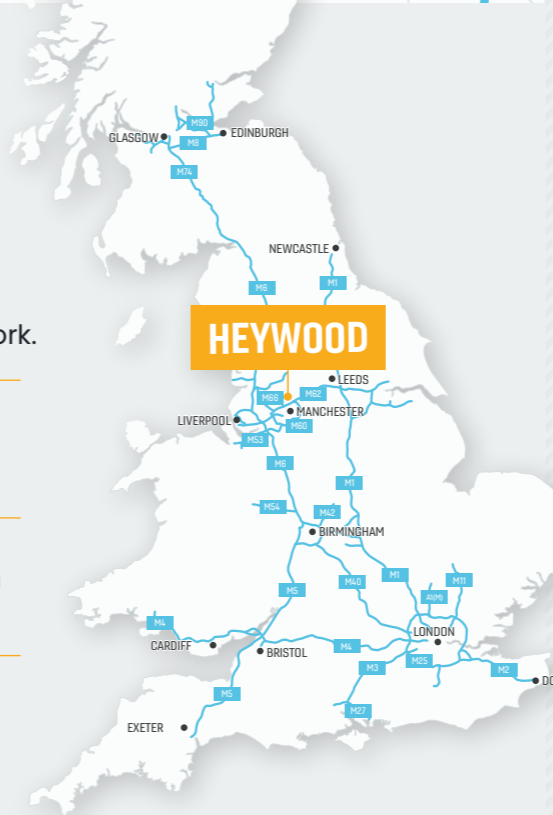 M90
GLASGOW
EDINBURGH
M8
M74
NEWCASTLE
M6
M1
ork.
HEYWOOD
LEEDS
M66
M62
MANCHESTER
LIVERPOOL
M60
M53
M6
M1
M54
M42
BIRMINGHAM
M1
M11
M40
M5
A1(M)
M4
LONDON
CARDIFF
M4
BRISTOL
M25
M3
M2
DO
M5
M27
EXETER